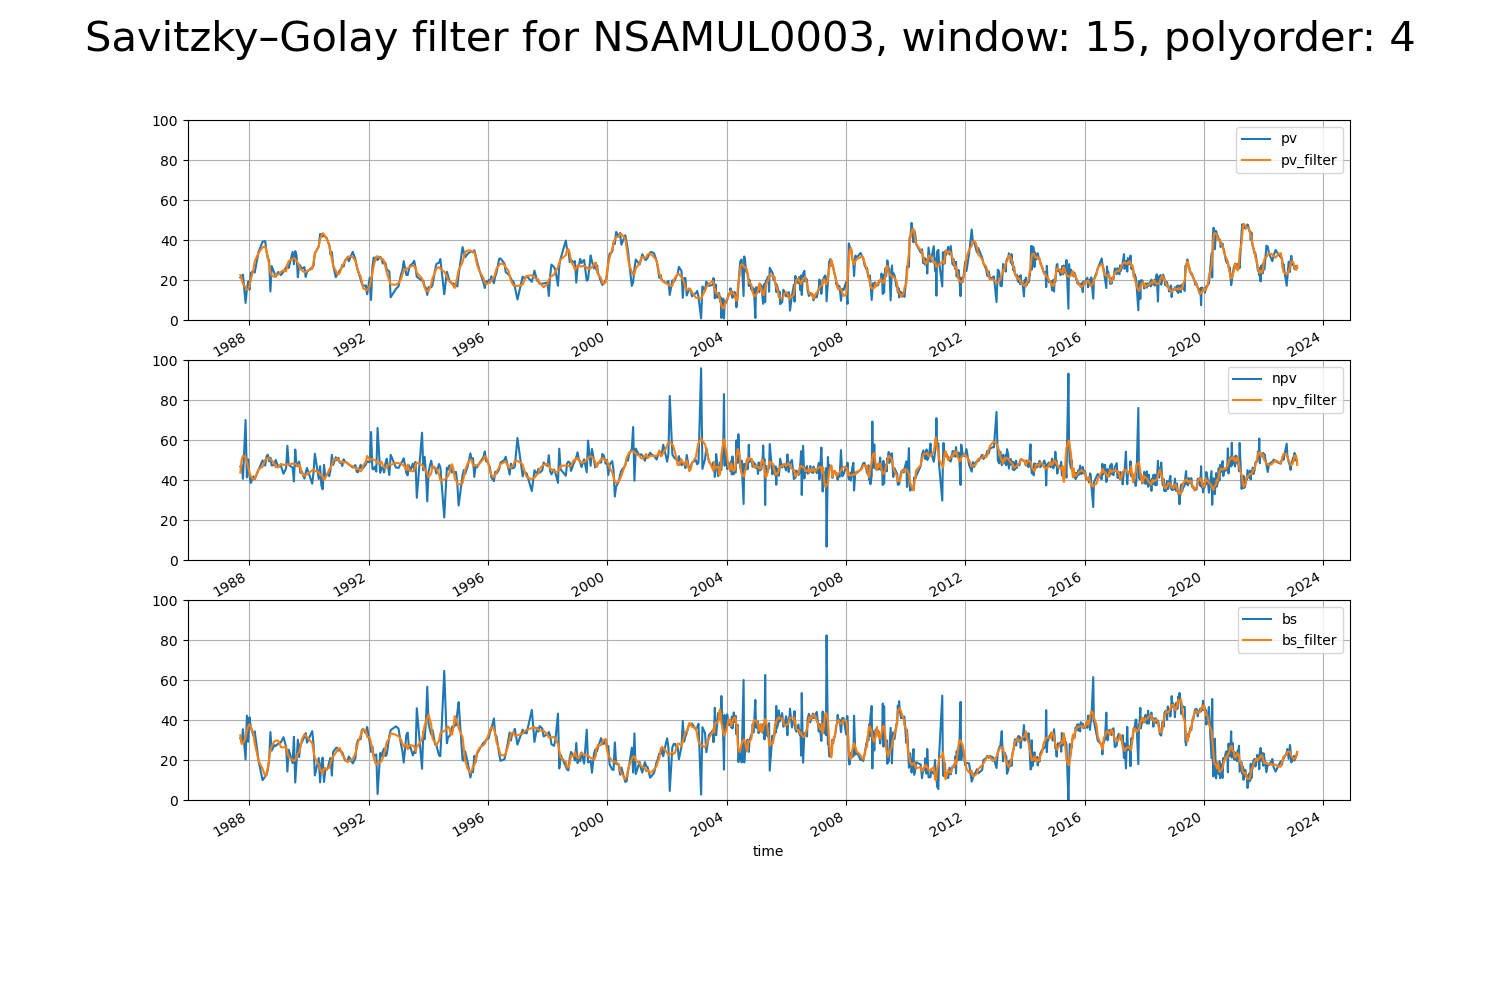 Savitzky–Golay filter for NSAMUL0003, window: 15, polyorder: 4
100
80
60
40
20
0
pv
pv_filter
1988 1992 1996 2000 2004 2008 2012 2016 2020 2024
100
80
60
40
20
0
npv
npv_filter
1988 1992 1996 2000 2004 2008 2012 2016 2020 2024
100
80
60
40
20
0
bs
bs_filter
1988 1992 1996 2000 2004 2008 2012 2016 2020 2024
time